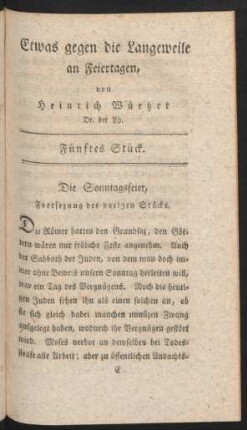 Etwas gegen die Langeweile
an Feiertagen,
von
Heinrich Würtzer
Dr. der Ph.
Fünftes Stück.
Die Sonntagsfeier,
Fortsezung des vorigen Stücks.
Die Römer hatten den Grundsatz, den Göt-
tern wären nur fröliche Feste angenehm. Auch
der Sabbath der Juden, von dem man doch im-
mer ohne Beweis unsern Sonntag herleiten will,
war ein Tag des Vergnügens. Noch die heuti-
gen Juden sehen ihn als einen solchen an, ob
sie sich gleich dabei manchen unnüzen Zwang
aufgelegt haben, wodurch ihr Vergnügen gestört
wird. Moses verbot an demselben bei Todes-
strafe alle Arbeit; aber zu öffentlichen Andachts-
E